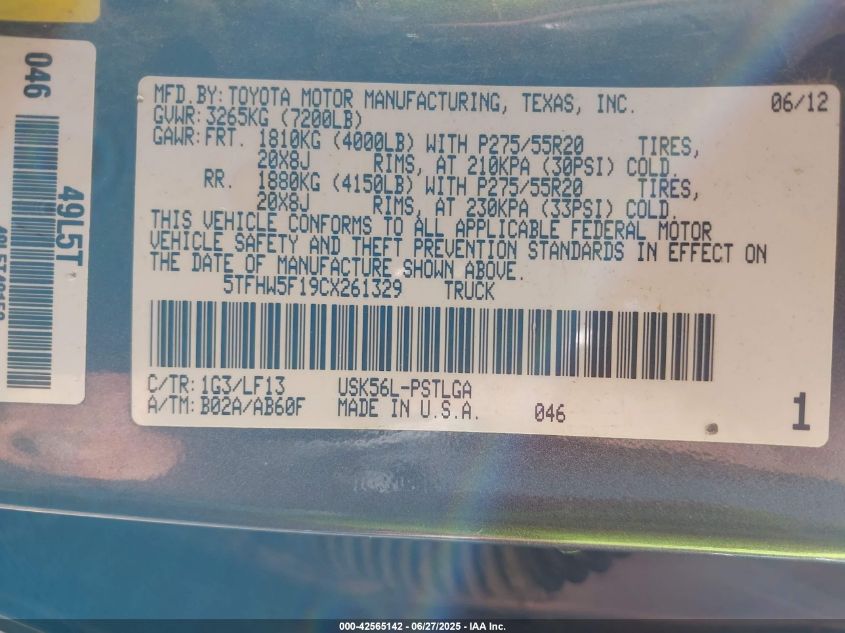 046
49L5T
MFD.BY:TOYOTA MOTOR MANUFACTURING, TEXAS, INC. 06/12
GVWR:3265KG (7200LB)
GAWR:FRT. 1810KG (4000LB) WITH P275/55R20 TIRES,
20X8J RIMS, AT 210KPA (30PSI) COLD.
RR. 1880KG (4150LB) WITH P275/55R20 TIRES,
20X8J RIMS, AT 230KPA (33PSI) COLD.
THIS VEHICLE CONFORMS TO ALL APPLICABLE FEDERAL MOTOR
VEHICLE SAFETY AND THEFT PREVENTION STANDARDS IN EFFECT ON
THE DATE OF MANUFACTURE SHOWN ABOVE.
5TFHW5F19CX261329 TRUCK
C/TR:1G3/LF13 USK56L-PSTLGA
A/TM:B02A/AB60F MADE IN U.S.A. 046 1
000-42565142 - 06/27/2025 - IAA Inc.